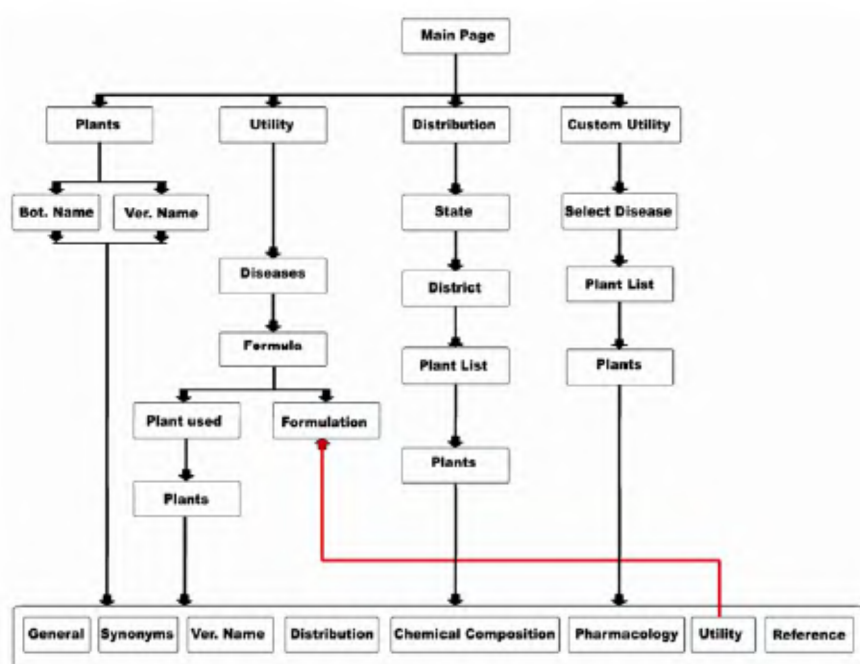 Main Page
Plants Utility Distribution Custom Utility
Bot. Name Ver. Name State Select Disease
Diseases District Plant List
Formula Plant List Plants
Plant used Formulation
Plants Plants
General Synonyms Ver. Name Distribution Chemical Composition Pharmacology Utility Reference